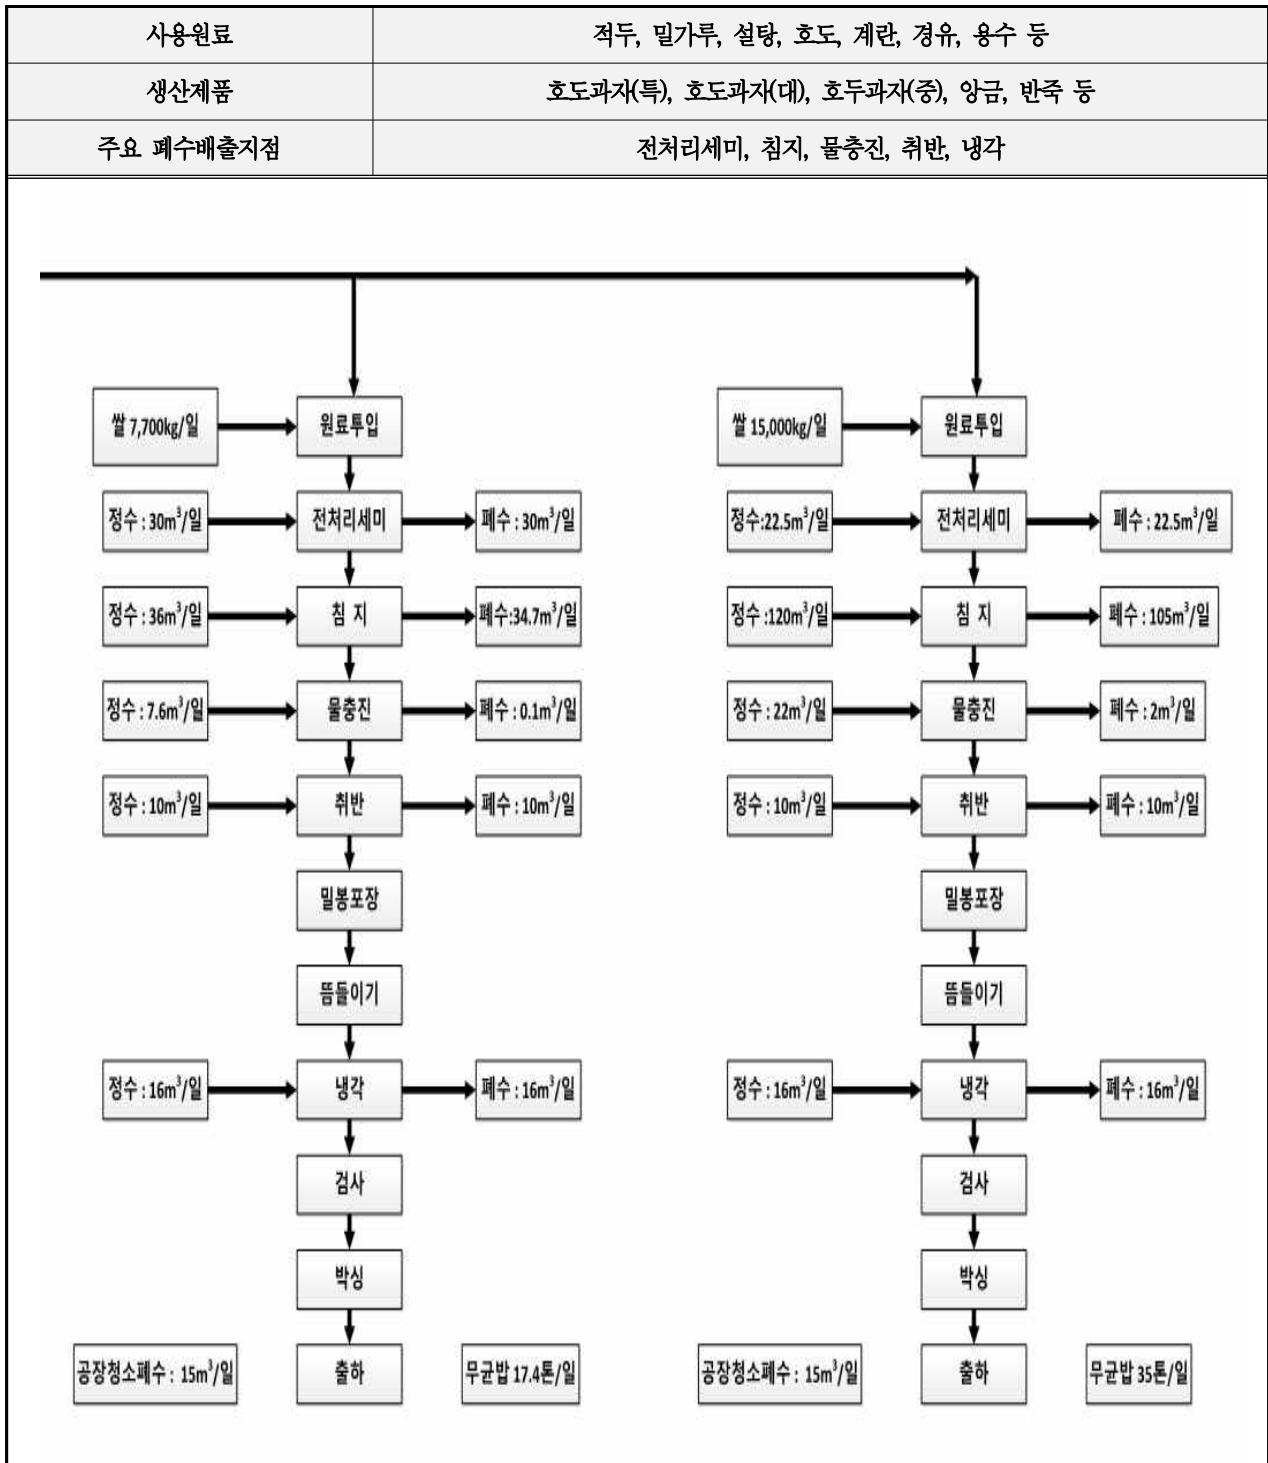 사용원료
적두, 밀가루, 설탕, 호도, 계란, 경유, 용수 등
생산제품
호도과자(특), 호도과자(대), 호두과자(중), 앙금, 반죽 등
주요 폐수배출지점
전처리세미, 침지, 물충진, 취반, 냉각
쌀 7,700kg/일
원료투입
정수 : 30m³/일
전처리세미
폐수 : 30m³/일
정수 : 36m³/일
침 지
폐수:34.7m³/일
정수 : 7.6m³/일
물충진
폐수 : 0.1m³/일
정수 : 10m³/일
취반
폐수 : 10m³/일
밀봉포장
뜸들이기
정수 : 16m³/일
냉각
폐수 : 16m³/일
검사
박싱
공장청소폐수 : 15m³/일
출하
무균밥 17.4톤/일
쌀 15,000kg/일
원료투입
정수:22.5m³/일
전처리세미
폐수 : 22.5m³/일
정수 :120m³/일
침 지
폐수 : 105m³/일
정수 : 22m³/일
물충진
폐수 : 2m³/일
정수 : 10m³/일
취반
폐수 : 10m³/일
밀봉포장
뜸들이기
정수 : 16m³/일
냉각
폐수 : 16m³/일
검사
박싱
공장청소폐수 : 15m³/일
출하
무균밥 35톤/일